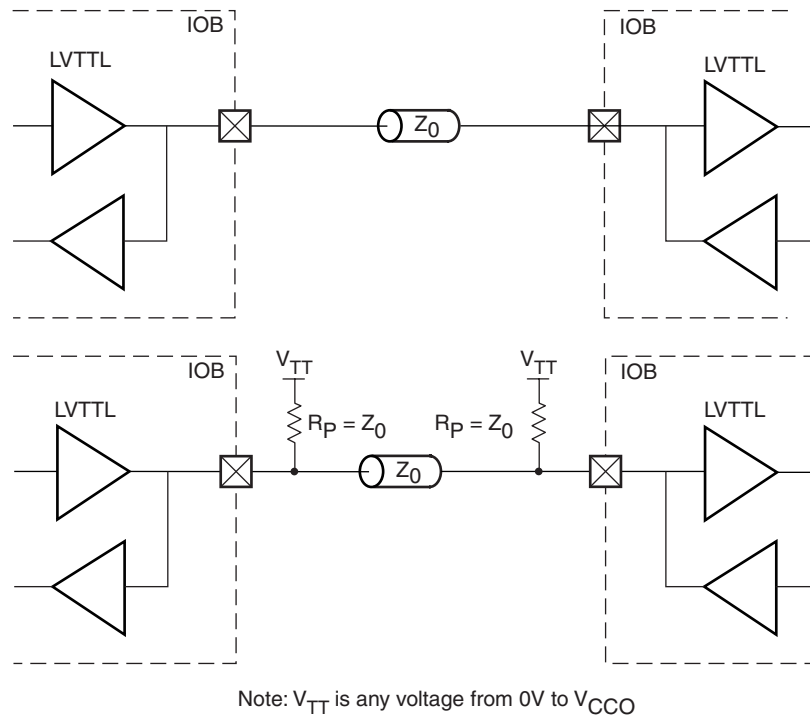 IOB
IOB
LVTTL
LVTTL
Z0
IOB
VTT
VTT
IOB
LVTTL
RP = Z0
RP = Z0
LVTTL
Z0
Note: VTT is any voltage from 0V to VCCO